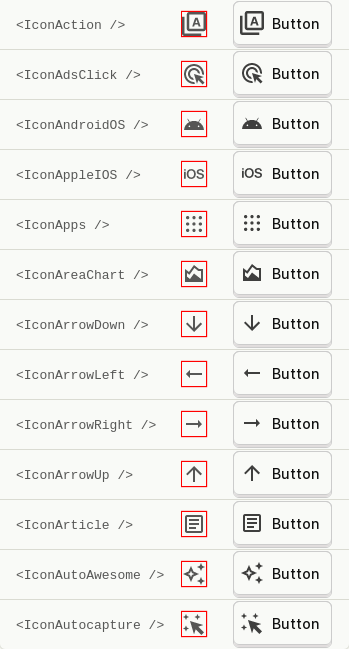 <IconAction /> A A Button
<IconAdsClick /> Button
<IconAndroidOS /> Button
<IconAppleIOS /> iOS iOS Button
<IconApps /> Button
<IconAreaChart /> Button
<IconArrowDown /> Button
<IconArrowLeft /> Button
<IconArrowRight /> Button
<IconArrowUp /> Button
<IconArticle /> Button
<IconAutoAwesome /> Button
<IconAutocapture /> Button